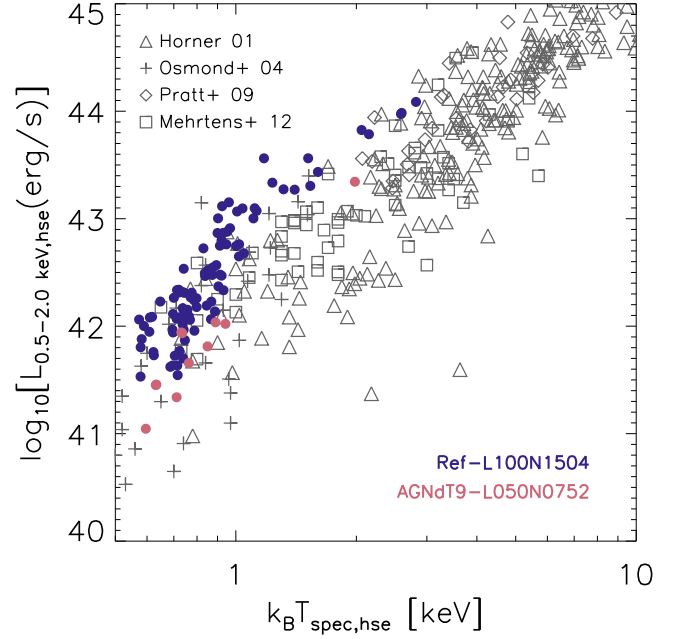 45
44
43
42
41
40
log10[L0.5-2.0 keV,hse(erg/s)]
Horner 01
Osmond+ 04
Pratt+ 09
Mehrtens+ 12
Ref-L100N1504
AGNdT9-L050N0752
1
10
kBTspec,hse [keV]